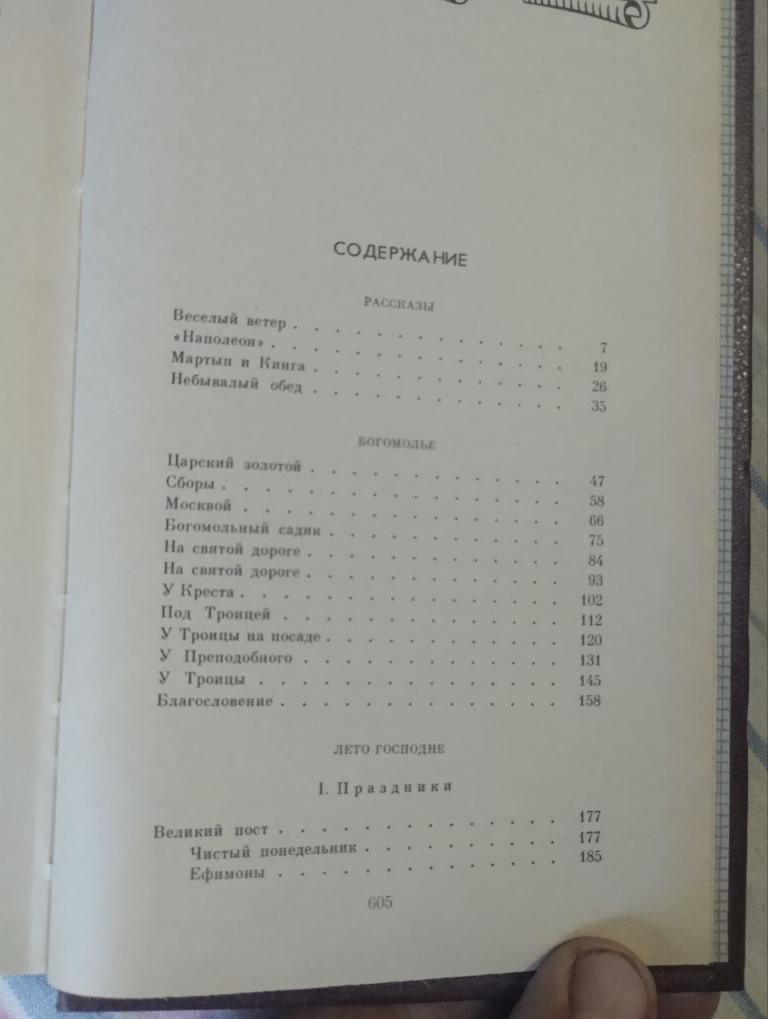 СОДЕРЖАНИЕ
РАССКАЗЫ
Веселый ветер . . . . . . . . . . . . . 7
«Наполеон» . . . . . . . . . . . . . . 19
Мартын и Кинга . . . . . . . . . . . . 26
Небывалый обед . . . . . . . . . . . . 35
БОГОМОЛЬЕ
Царский золотой . . . . . . . . . . . . 47
Сборы . . . . . . . . . . . . . . . . 58
Москвой . . . . . . . . . . . . . . . 66
Богомольный садик . . . . . . . . . . . 75
На святой дороге . . . . . . . . . . . . 84
На святой дороге . . . . . . . . . . . . 93
У Креста . . . . . . . . . . . . . . . 102
Под Троицей . . . . . . . . . . . . . 112
У Троицы на посаде . . . . . . . . . . . 120
У Преподобного . . . . . . . . . . . . 131
У Троицы . . . . . . . . . . . . . . 145
Благословение . . . . . . . . . . . . . 158
ЛЕТО ГОСПОДНЕ
I. Праздники
Великий пост . . . . . . . . . . . . . 177
Чистый понедельник . . . . . . . . . . 177
Ефимоны . . . . . . . . . . . . . . 185
605